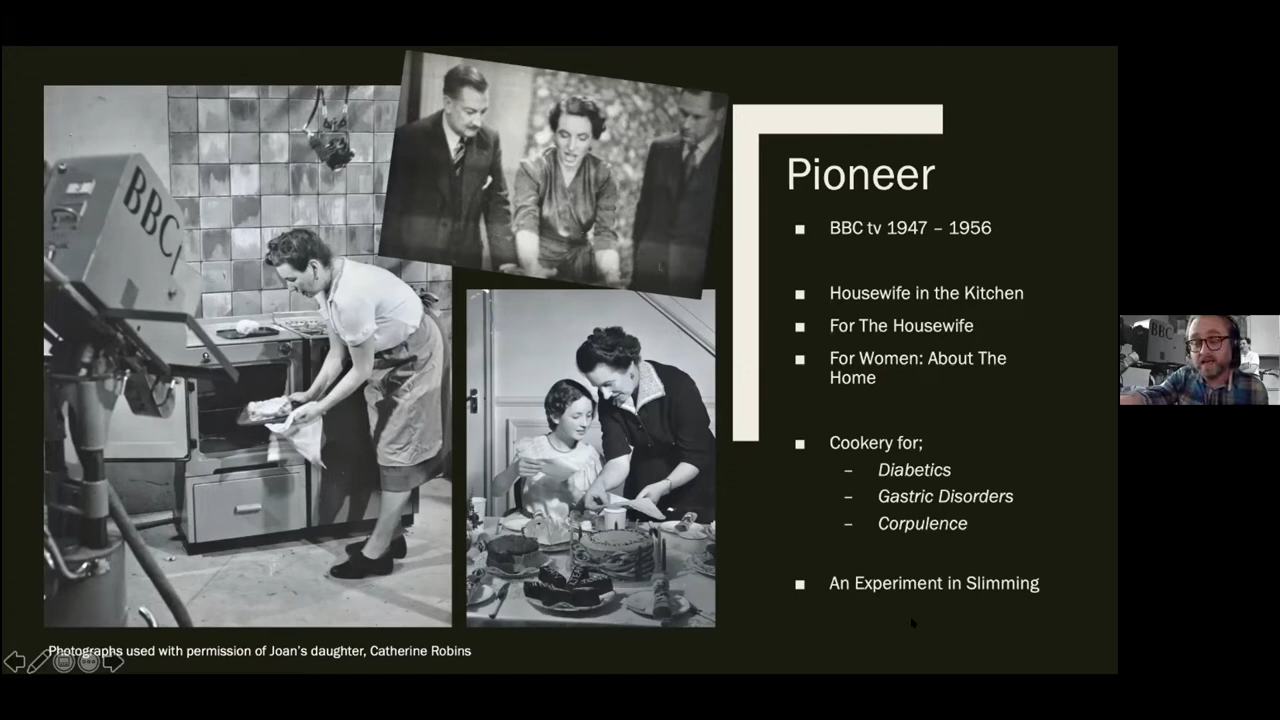 BBC
Pioneer
BBC tv 1947 – 1956
Housewife in the Kitchen
For The Housewife
For Women: About The
Home
Cookery for;
– Diabetics
– Gastric Disorders
– Corpulence
An Experiment in Slimming
BBC
Photographs used with permission of Joan's daughter, Catherine Robins